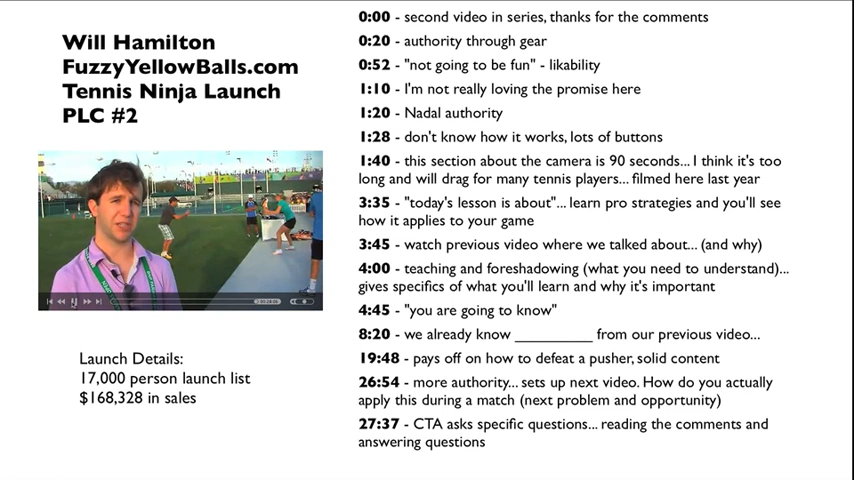 Will Hamilton
FuzzyYellowBalls.com
Tennis Ninja Launch
PLC #2
Launch Details:
17,000 person launch list
$168,328 in sales
0:00 - second video in series, thanks for the comments
0:20 - authority through gear
0:52 - "not going to be fun" - likability
1:10 - I'm not really loving the promise here
1:20 - Nadal authority
1:28 - don't know how it works, lots of buttons
1:40 - this section about the camera is 90 seconds... I think it's too
long and will drag for many tennis players... filmed here last year
3:35 - "today's lesson is about"... learn pro strategies and you'll see
how it applies to your game
3:45 - watch previous video where we talked about... (and why)
4:00 - teaching and foreshadowing (what you need to understand)...
gives specifics of what you'll learn and why it's important
4:45 - "you are going to know"
8:20 - we already know __________ from our previous video...
19:48 - pays off on how to defeat a pusher, solid content
26:54 - more authority... sets up next video. How do you actually
apply this during a match (next problem and opportunity)
27:37 - CTA asks specific questions... reading the comments and
answering questions